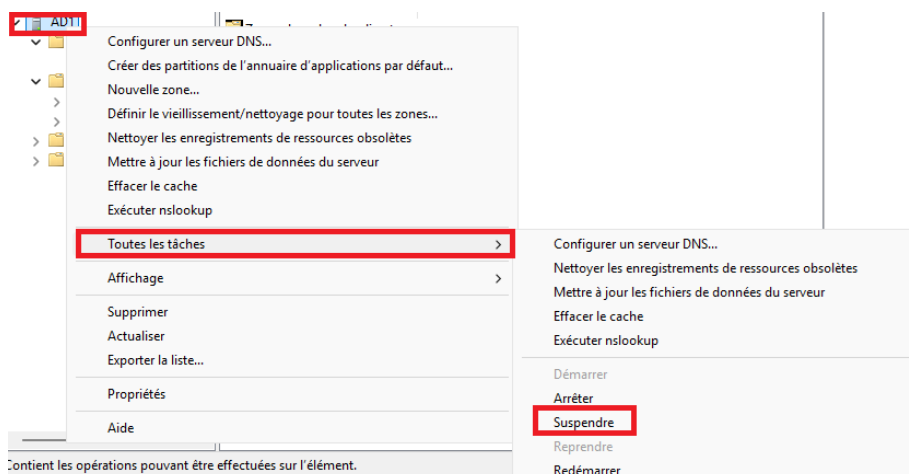 AD1
Configurer un serveur DNS...
Créer des partitions de l'annuaire d'applications par défaut...
Nouvelle zone...
Définir le vieillissement/nettoyage pour toutes les zones...
Nettoyer les enregistrements de ressources obsolètes
Mettre à jour les fichiers de données du serveur
Effacer le cache
Exécuter nslookup
Toutes les tâches
Affichage
Supprimer
Actualiser
Exporter la liste...
Propriétés
Aide
Configurer un serveur DNS...
Nettoyer les enregistrements de ressources obsolètes
Mettre à jour les fichiers de données du serveur
Effacer le cache
Exécuter nslookup
Démarrer
Arrêter
Suspendre
Reprendre
Redémarrer
Contient les opérations pouvant être effectuées sur l'élément.